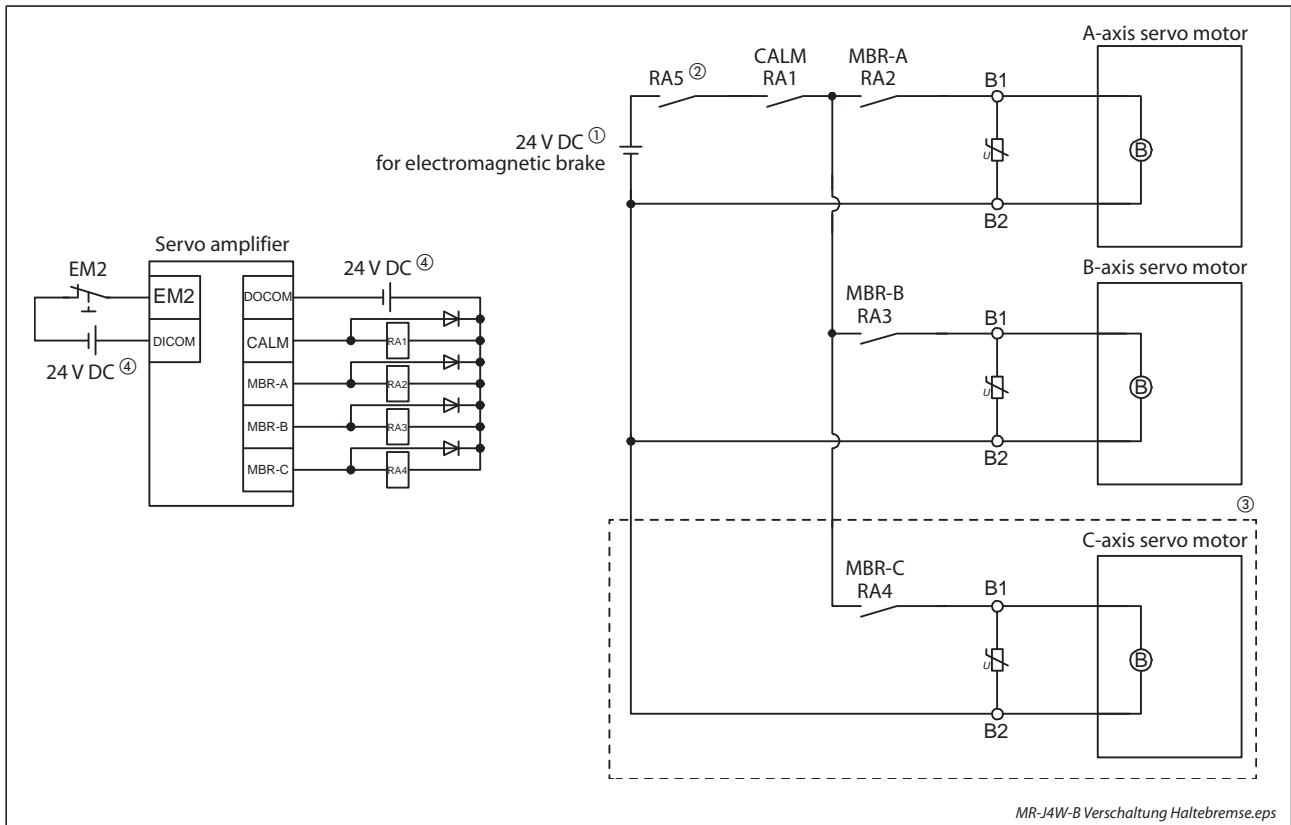 A-axis servo motor
CALM
RA1
MBR-A
RA2
RA5 ②
B1
24 V DC ①
for electromagnetic brake
U
B
B2
Servo amplifier
EM2
24 V DC ④
EM2
DICOM
DOCOM
CALM
MBR-A
MBR-B
MBR-C
24 V DC ④
RA1
RA2
RA3
RA4
B-axis servo motor
MBR-B
RA3
B1
U
B
B2
③
C-axis servo motor
MBR-C
RA4
B1
U
B
B2
MR-J4W-B Verschaltung Haltebremse.eps